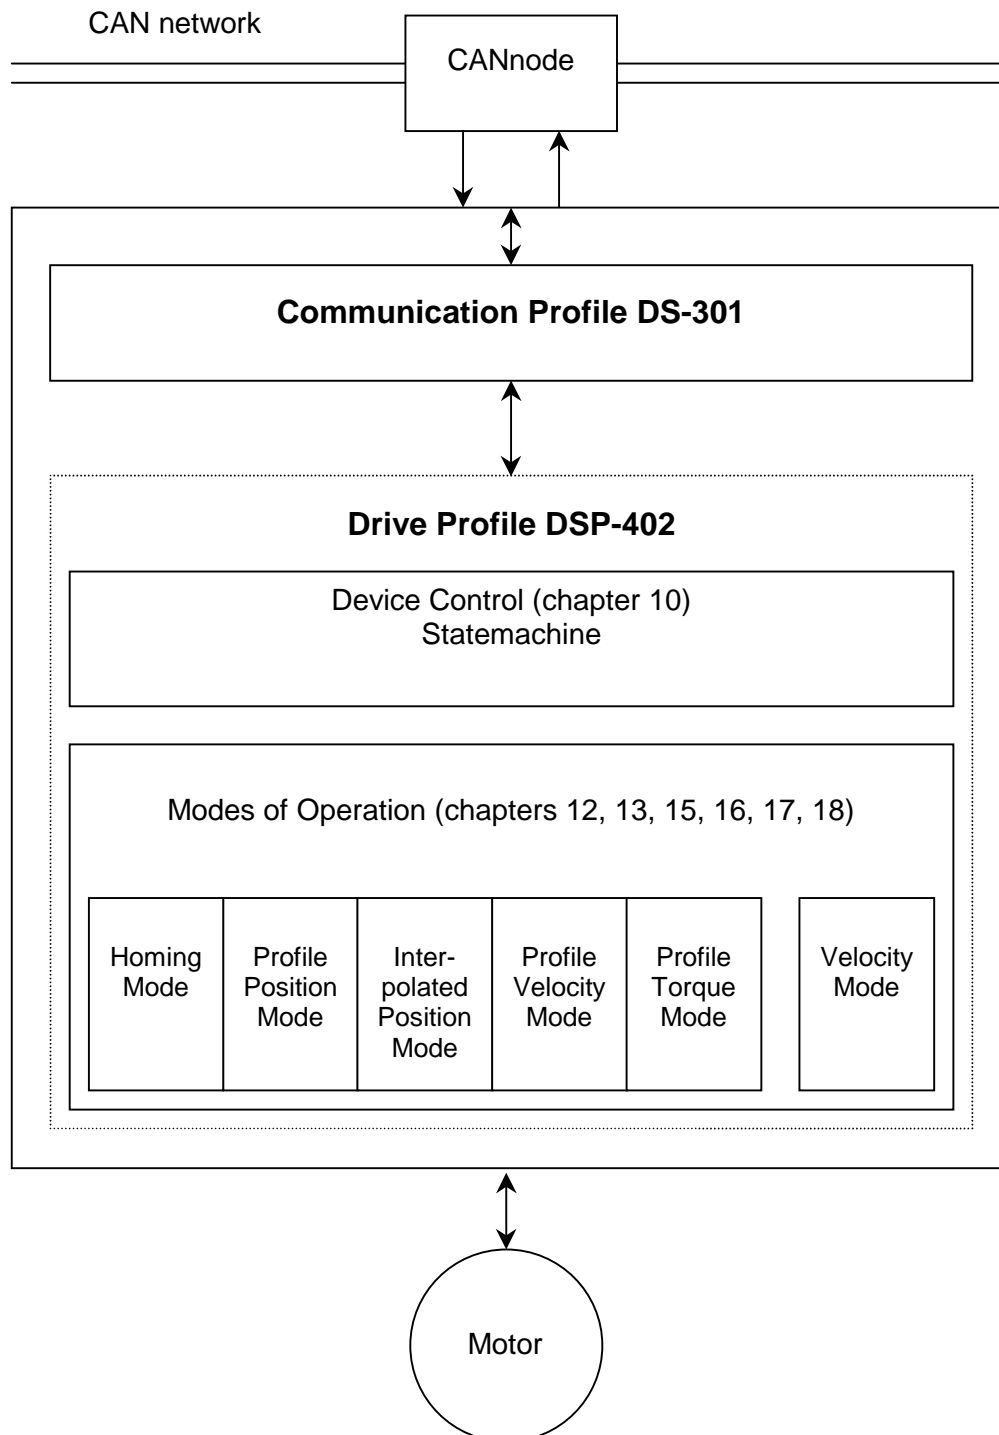 CAN network
CANnode
Communication Profile DS-301
Drive Profile DSP-402
Device Control (chapter 10)
Statemachine
Modes of Operation (chapters 12, 13, 15, 16, 17, 18)
Homing
Mode
Profile
Position
Mode
Inter-
polated
Position
Mode
Profile
Velocity
Mode
Profile
Torque
Mode
Velocity
Mode
Motor